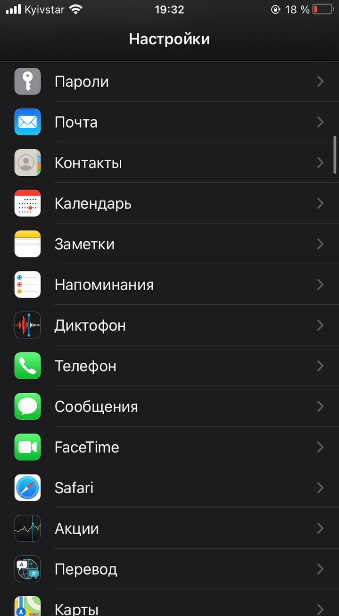 Kyivstar 19:32 18 %
Настройки
Пароли
Почта
Контакты
Календарь
Заметки
Напоминания
Диктофон
Телефон
Сообщения
FaceTime
Safari
Акции
Перевод
Карты